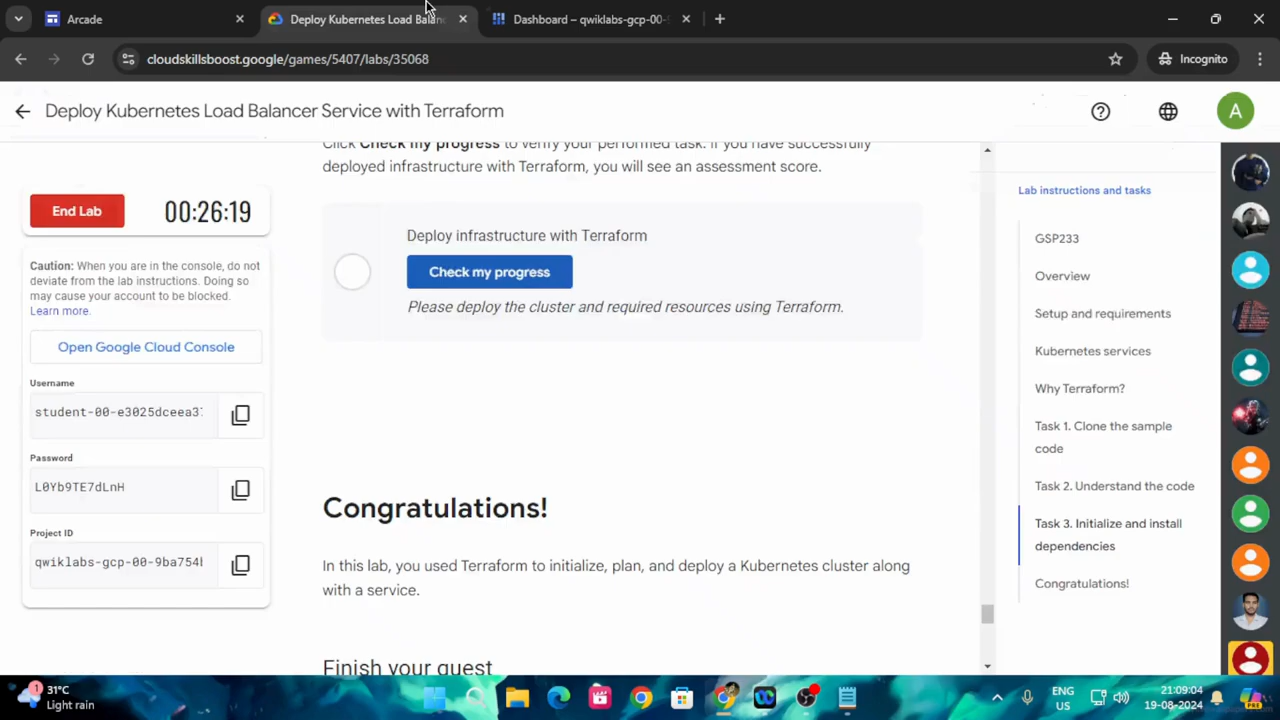 Arcade
Deploy Kubernetes Load Balanc
Dashboard – qwiklabs-gcp-00-
cloudskillsboost.google/games/5407/labs/35068
Incognito
Deploy Kubernetes Load Balancer Service with Terraform
A
Click Check my progress to verify your performed task. If you have successfully
deployed infrastructure with Terraform, you will see an assessment score.
End Lab
00:26:19
Caution: When you are in the console, do not
deviate from the lab instructions. Doing so
may cause your account to be blocked.
Learn more.
Open Google Cloud Console
Username
student-00-e3025dceea3
Password
L0Yb9TE7dLnH
Project ID
qwiklabs-gcp-00-9ba754
Deploy infrastructure with Terraform
Check my progress
Please deploy the cluster and required resources using Terraform.
Congratulations!
In this lab, you used Terraform to initialize, plan, and deploy a Kubernetes cluster along
with a service.
Finish your quest
Lab instructions and tasks
GSP233
Overview
Setup and requirements
Kubernetes services
Why Terraform?
Task 1. Clone the sample
code
Task 2. Understand the code
Task 3. Initialize and install
dependencies
Congratulations!
1
31°C
Light rain
ENG
US
21:09:04
19-08-2024
PRE